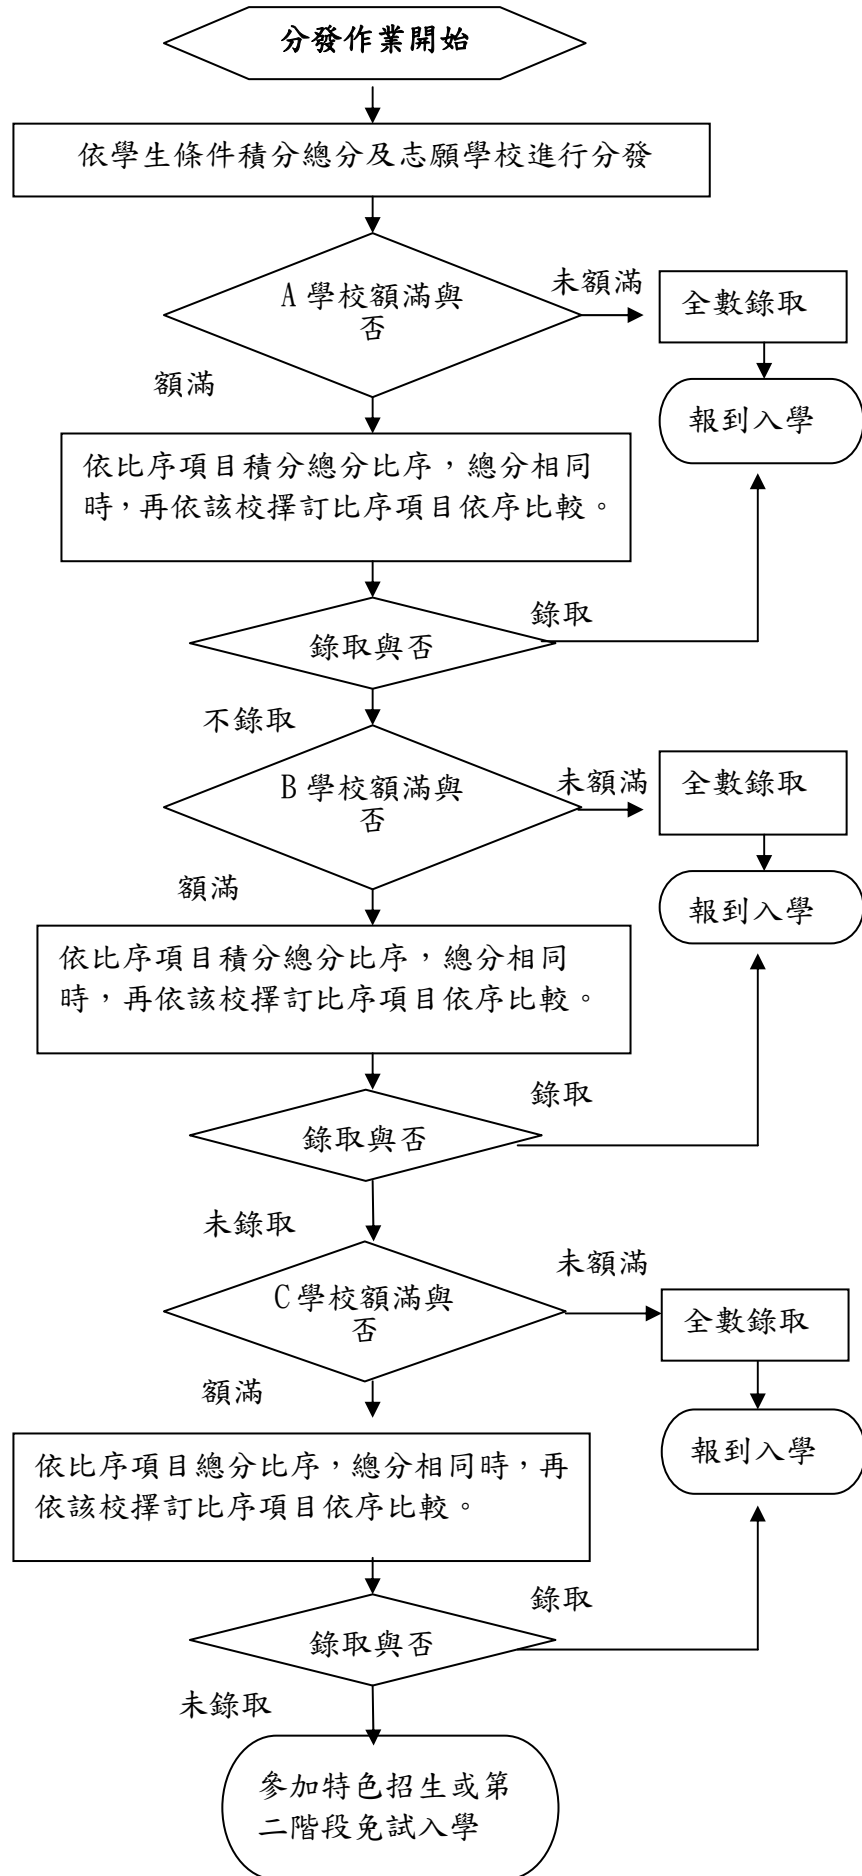 分發作業開始
依學生條件積分總分及志願學校進行分發
A 學校額滿與
否
未額滿
全數錄取
報到入學
額滿
依比序項目積分總分比序，總分相同
時，再依該校擇訂比序項目依序比較。
錄取與否
錄取
不錄取
B 學校額滿與
否
未額滿
全數錄取
報到入學
額滿
依比序項目積分總分比序，總分相同
時，再依該校擇訂比序項目依序比較。
錄取與否
錄取
未錄取
C 學校額滿與
否
未額滿
全數錄取
報到入學
額滿
依比序項目總分比序，總分相同時，再
依該校擇訂比序項目依序比較。
錄取與否
錄取
未錄取
參加特色招生或第
二階段免試入學